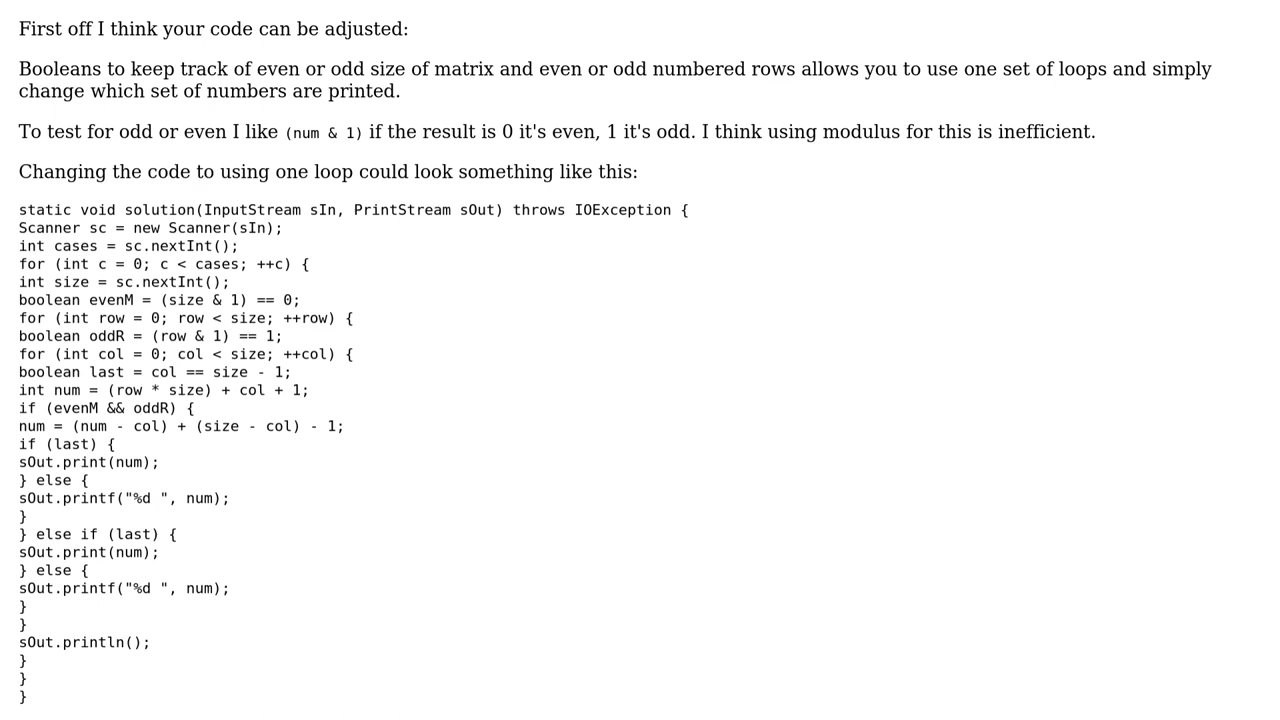 First off I think your code can be adjusted:
Booleans to keep track of even or odd size of matrix and even or odd numbered rows allows you to use one set of loops and simply
change which set of numbers are printed.
To test for odd or even I like (num & 1) if the result is 0 it's even, 1 it's odd. I think using modulus for this is inefficient.
Changing the code to using one loop could look something like this:
static void solution(InputStream sIn, PrintStream sOut) throws IOException {
Scanner sc = new Scanner(sIn);
int cases = sc.nextInt();
for (int c = 0; c < cases; ++c) {
int size = sc.nextInt();
boolean evenM = (size & 1) == 0;
for (int row = 0; row < size; ++row) {
boolean oddR = (row & 1) == 1;
for (int col = 0; col < size; ++col) {
boolean last = col == size - 1;
int num = (row * size) + col + 1;
if (evenM && oddR) {
num = (num - col) + (size - col) - 1;
if (last) {
sOut.print(num);
} else {
sOut.printf("%d ", num);
}
} else if (last) {
sOut.print(num);
} else {
sOut.printf("%d ", num);
}
}
sOut.println();
}
}
}